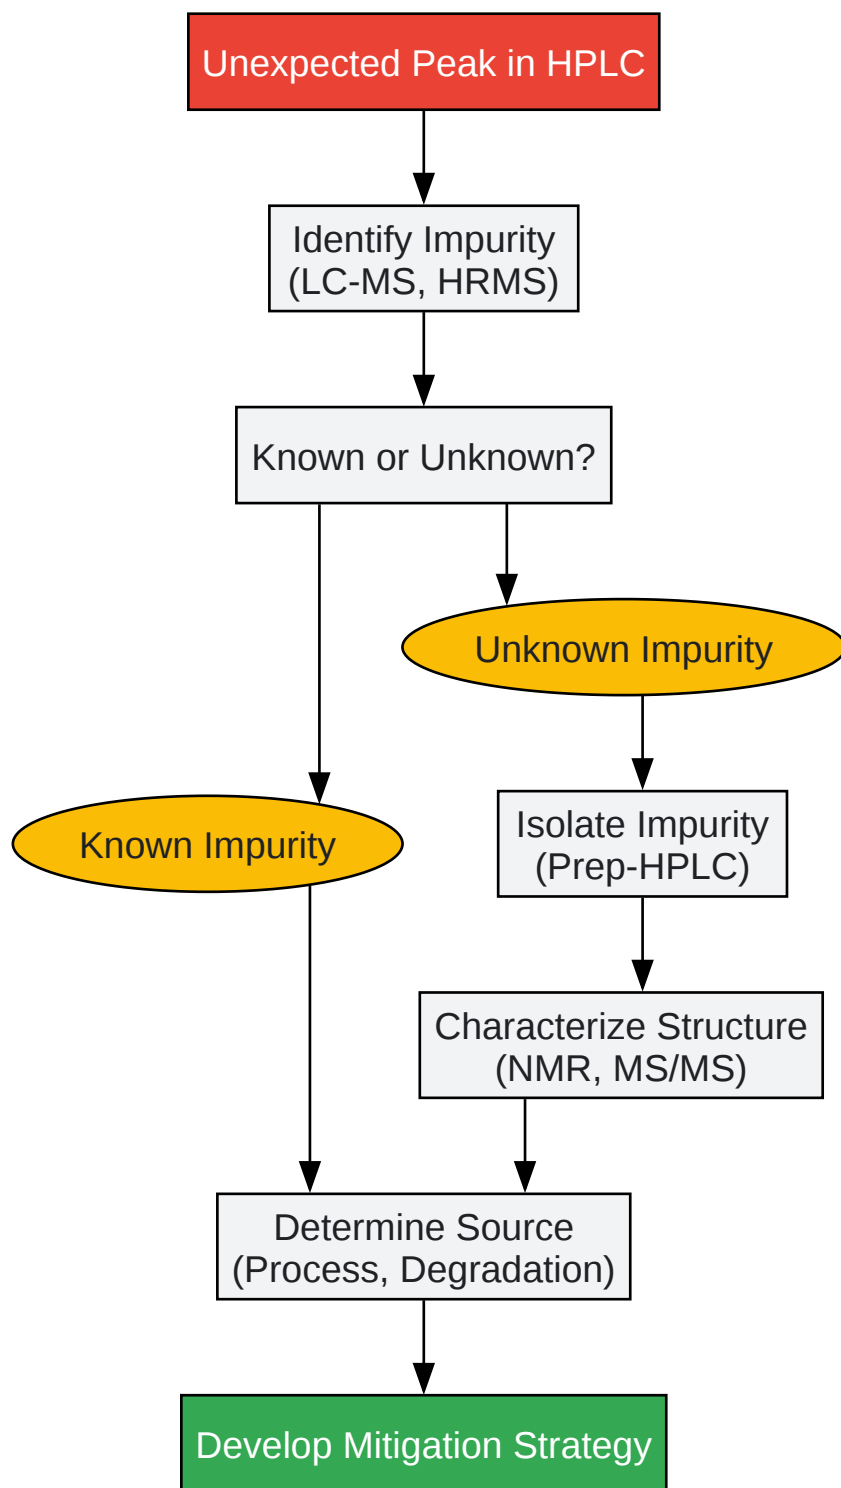 Unexpected Peak in HPLC
Identify Impurity
(LC-MS, HRMS)
Known or Unknown?
Unknown Impurity
Known Impurity
Isolate Impurity
(Prep-HPLC)
Characterize Structure
(NMR, MS/MS)
Determine Source
(Process, Degradation)
Develop Mitigation Strategy